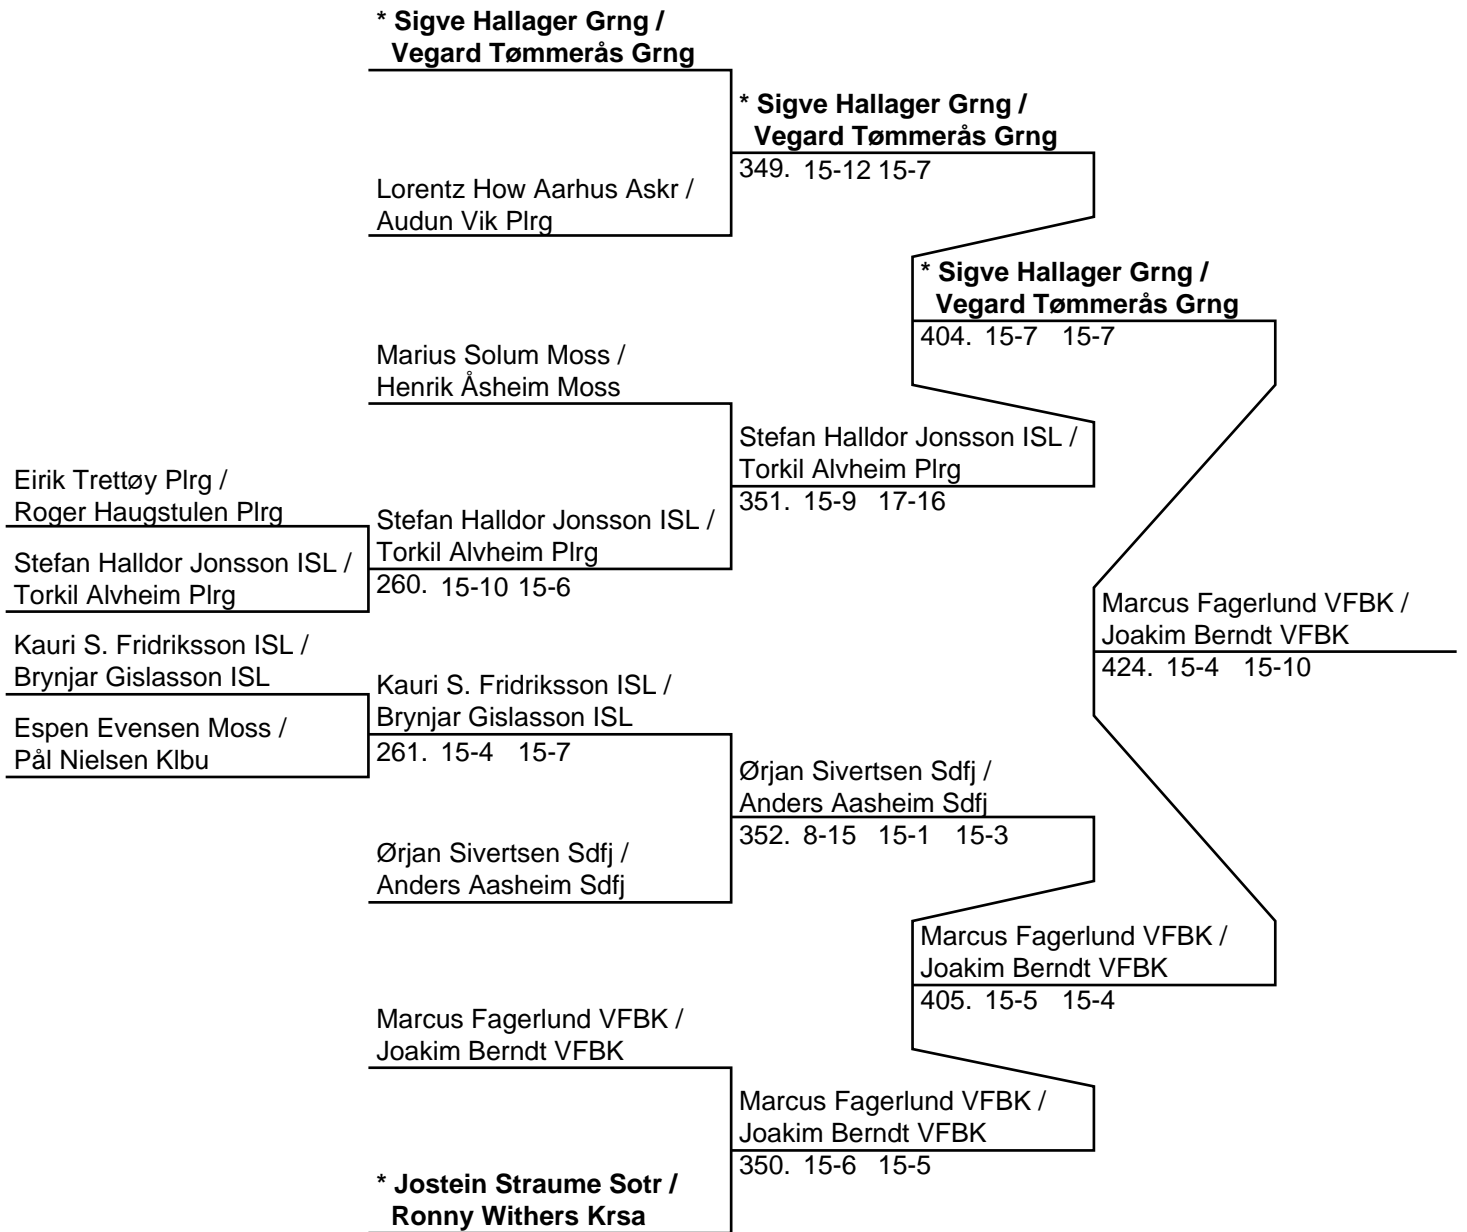 * Sigve Hallager Grng /
Vegard Tømmerås Grng
* Sigve Hallager Grng /
Vegard Tømmerås Grng
349. 15-12 15-7
Lorentz How Aarhus Askr /
Audun Vik Plrg
* Sigve Hallager Grng /
Vegard Tømmerås Grng
404. 15-7 15-7
Marius Solum Moss /
Henrik Åsheim Moss
Stefan Halldor Jonsson ISL /
Torkil Alvheim Plrg
351. 15-9 17-16
Eirik Trettøy Plrg /
Roger Haugstulen Plrg
Stefan Halldor Jonsson ISL /
Torkil Alvheim Plrg
260. 15-10 15-6
Stefan Halldor Jonsson ISL /
Torkil Alvheim Plrg
Marcus Fagerlund VFBK /
Joakim Berndt VFBK
424. 15-4 15-10
Kauri S. Fridriksson ISL /
Brynjar Gislasson ISL
Kauri S. Fridriksson ISL /
Brynjar Gislasson ISL
261. 15-4 15-7
Espen Evensen Moss /
Pål Nielsen Klbu
Ørjan Sivertsen Sdfj /
Anders Aasheim Sdfj
352. 8-15 15-1 15-3
Ørjan Sivertsen Sdfj /
Anders Aasheim Sdfj
Marcus Fagerlund VFBK /
Joakim Berndt VFBK
405. 15-5 15-4
Marcus Fagerlund VFBK /
Joakim Berndt VFBK
Marcus Fagerlund VFBK /
Joakim Berndt VFBK
350. 15-6 15-5
* Jostein Straume Sotr /
Ronny Withers Krsa